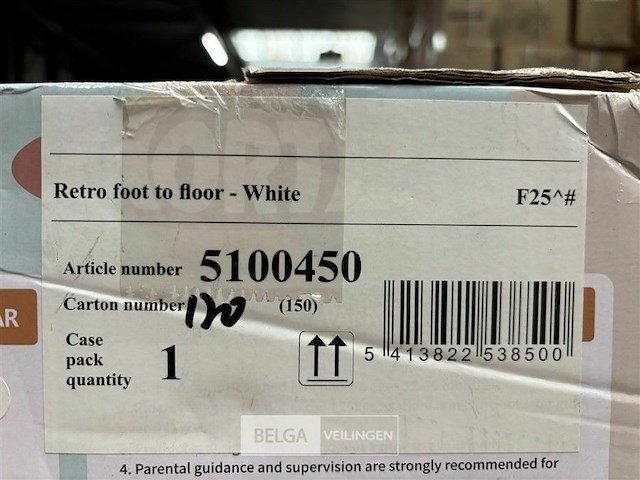 Retro foot to floor - White F25^#
Article number 5100450
Carton number 120 (150)
Case
pack
quantity 1
5 413822 538500
AR
BELGA VEILINGEN
4. Parental guidance and supervision are strongly recommended for